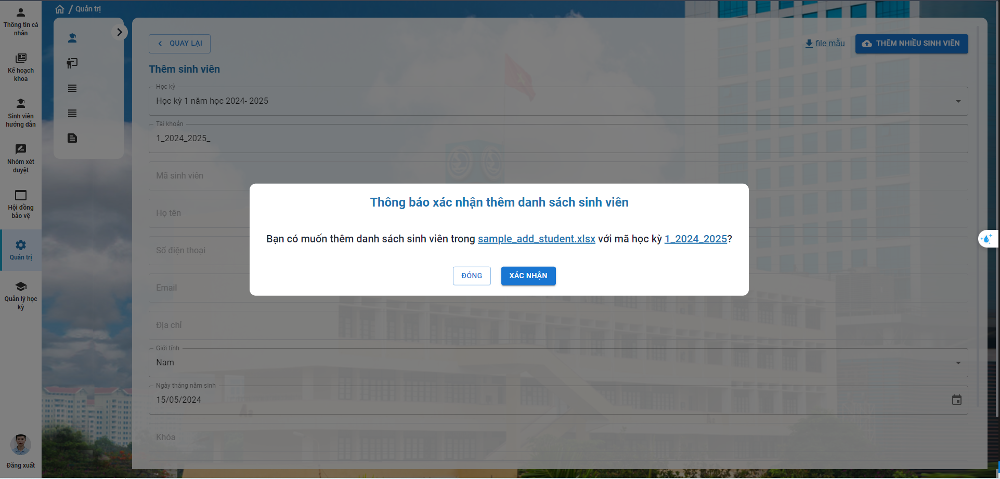 Quản trị
Thông tin cá
nhân
Kế hoạch
khoa
Sinh viên
hướng dẫn
Nhóm xét
duyệt
Hội đồng
bảo vệ
Quản trị
Quản lý học
kỳ
Đăng xuất
QUAY LẠI
file mẫu
THÊM NHIỀU SINH VIÊN
Thêm sinh viên
Học kỳ
Học kỳ 1 năm học 2024- 2025
Tài khoản
1_2024_2025_
Mã sinh viên
Họ tên
Số điện thoại
Email
Địa chỉ
Giới tính
Nam
Ngày tháng năm sinh
15/05/2024
Khóa
Thông báo xác nhận thêm danh sách sinh viên
Bạn có muốn thêm danh sách sinh viên trong sample_add_student.xlsx với mã học kỳ 1_2024_2025?
ĐÓNG
XÁC NHẬN